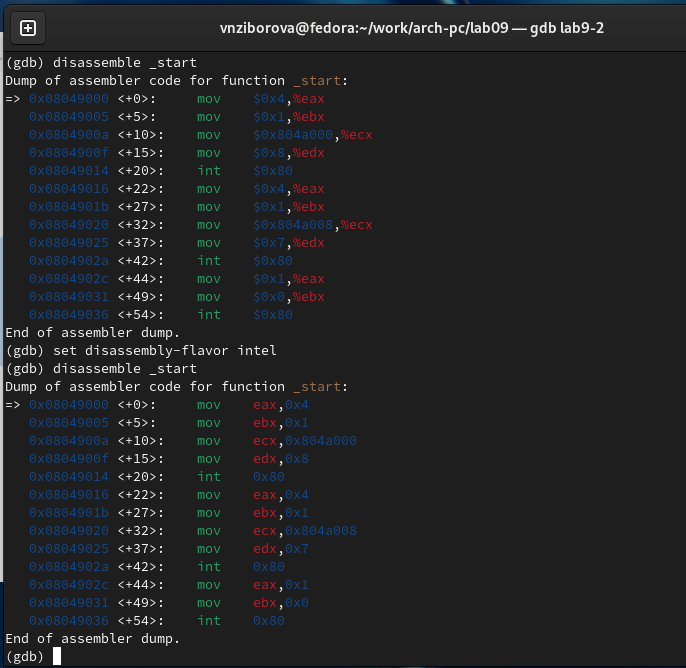 vnziborova@fedora:~/work/arch-pc/lab09 — gdb lab9-2
(gdb) disassemble _start
Dump of assembler code for function _start:
=> 0x08049000 <+0>:     mov    $0x4,%eax
   0x08049005 <+5>:     mov    $0x1,%ebx
   0x0804900a <+10>:    mov    $0x804a000,%ecx
   0x0804900f <+15>:    mov    $0x8,%edx
   0x08049014 <+20>:    int    $0x80
   0x08049016 <+22>:    mov    $0x4,%eax
   0x0804901b <+27>:    mov    $0x1,%ebx
   0x08049020 <+32>:    mov    $0x804a008,%ecx
   0x08049025 <+37>:    mov    $0x7,%edx
   0x0804902a <+42>:    int    $0x80
   0x0804902c <+44>:    mov    $0x1,%eax
   0x08049031 <+49>:    mov    $0x0,%ebx
   0x08049036 <+54>:    int    $0x80
End of assembler dump.
(gdb) set disassembly-flavor intel
(gdb) disassemble _start
Dump of assembler code for function _start:
=> 0x08049000 <+0>:     mov    eax,0x4
   0x08049005 <+5>:     mov    ebx,0x1
   0x0804900a <+10>:    mov    ecx,0x804a000
   0x0804900f <+15>:    mov    edx,0x8
   0x08049014 <+20>:    int    0x80
   0x08049016 <+22>:    mov    eax,0x4
   0x0804901b <+27>:    mov    ebx,0x1
   0x08049020 <+32>:    mov    ecx,0x804a008
   0x08049025 <+37>:    mov    edx,0x7
   0x0804902a <+42>:    int    0x80
   0x0804902c <+44>:    mov    eax,0x1
   0x08049031 <+49>:    mov    ebx,0x0
   0x08049036 <+54>:    int    0x80
End of assembler dump.
(gdb)